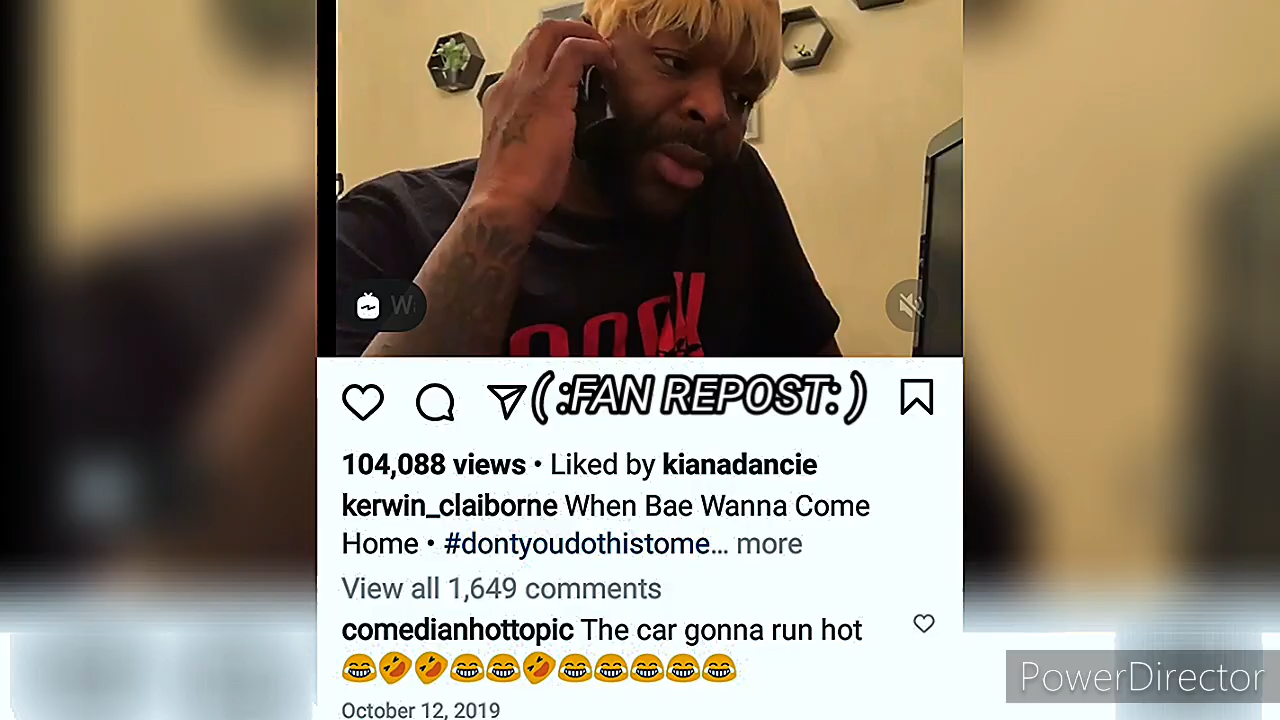 W
( :FAN REPOST: )
104,088 views • Liked by kianadancie
kerwin_claiborne When Bae Wanna Come
Home • #dontyoudothistome… more
View all 1,649 comments
comedianhottopic The car gonna run hot
😂🤣🤣😂😂🤣😂😂😂😂😂
October 12, 2019
PowerDirector